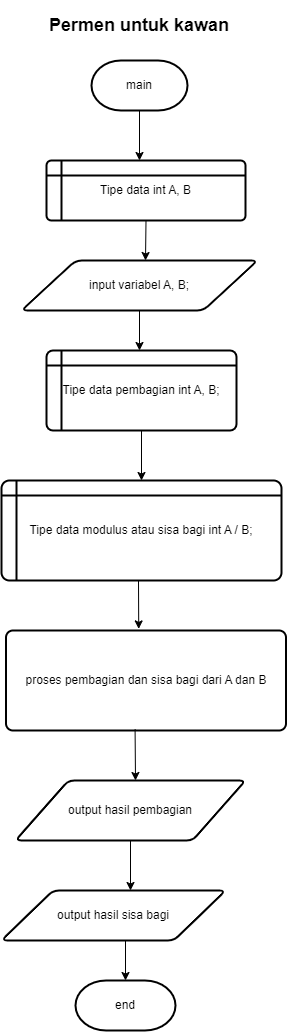 Permen untuk kawan
main
Tipe data int A, B
input variabel A, B;
Tipe data pembagian int A, B;
Tipe data modulus atau sisa bagi int A / B;
proses pembagian dan sisa bagi dari A dan B
output hasil pembagian
output hasil sisa bagi
end